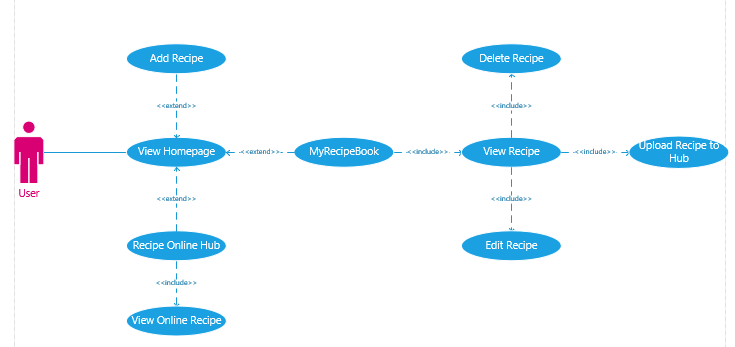 Add Recipe
Delete Recipe
<<extend>>
<<include>>
View Homepage
<<extend>>
MyRecipeBook
<<include>>
View Recipe
<<include>>
Upload Recipe to
Hub
User
<<extend>>
<<include>>
Recipe Online Hub
Edit Recipe
<<include>>
View Online Recipe